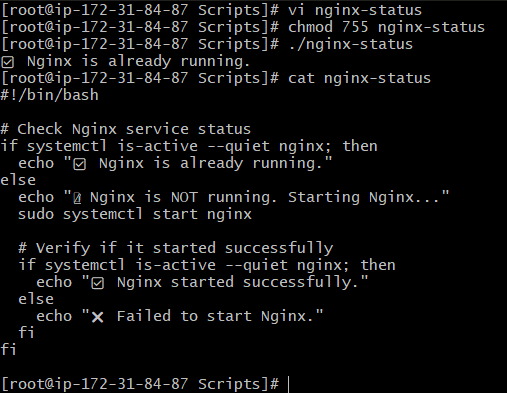 [root@ip-172-31-84-87 Scripts]# vi nginx-status
[root@ip-172-31-84-87 Scripts]# chmod 755 nginx-status
[root@ip-172-31-84-87 Scripts]# ./nginx-status
☑ Nginx is already running.
[root@ip-172-31-84-87 Scripts]# cat nginx-status
#!/bin/bash

# Check Nginx service status
if systemctl is-active --quiet nginx; then
  echo "☑ Nginx is already running."
else
  echo " Nginx is NOT running. Starting Nginx..."
  sudo systemctl start nginx

  # Verify if it started successfully
  if systemctl is-active --quiet nginx; then
    echo "☑ Nginx started successfully."
  else
    echo "❌ Failed to start Nginx."
  fi
fi

[root@ip-172-31-84-87 Scripts]#